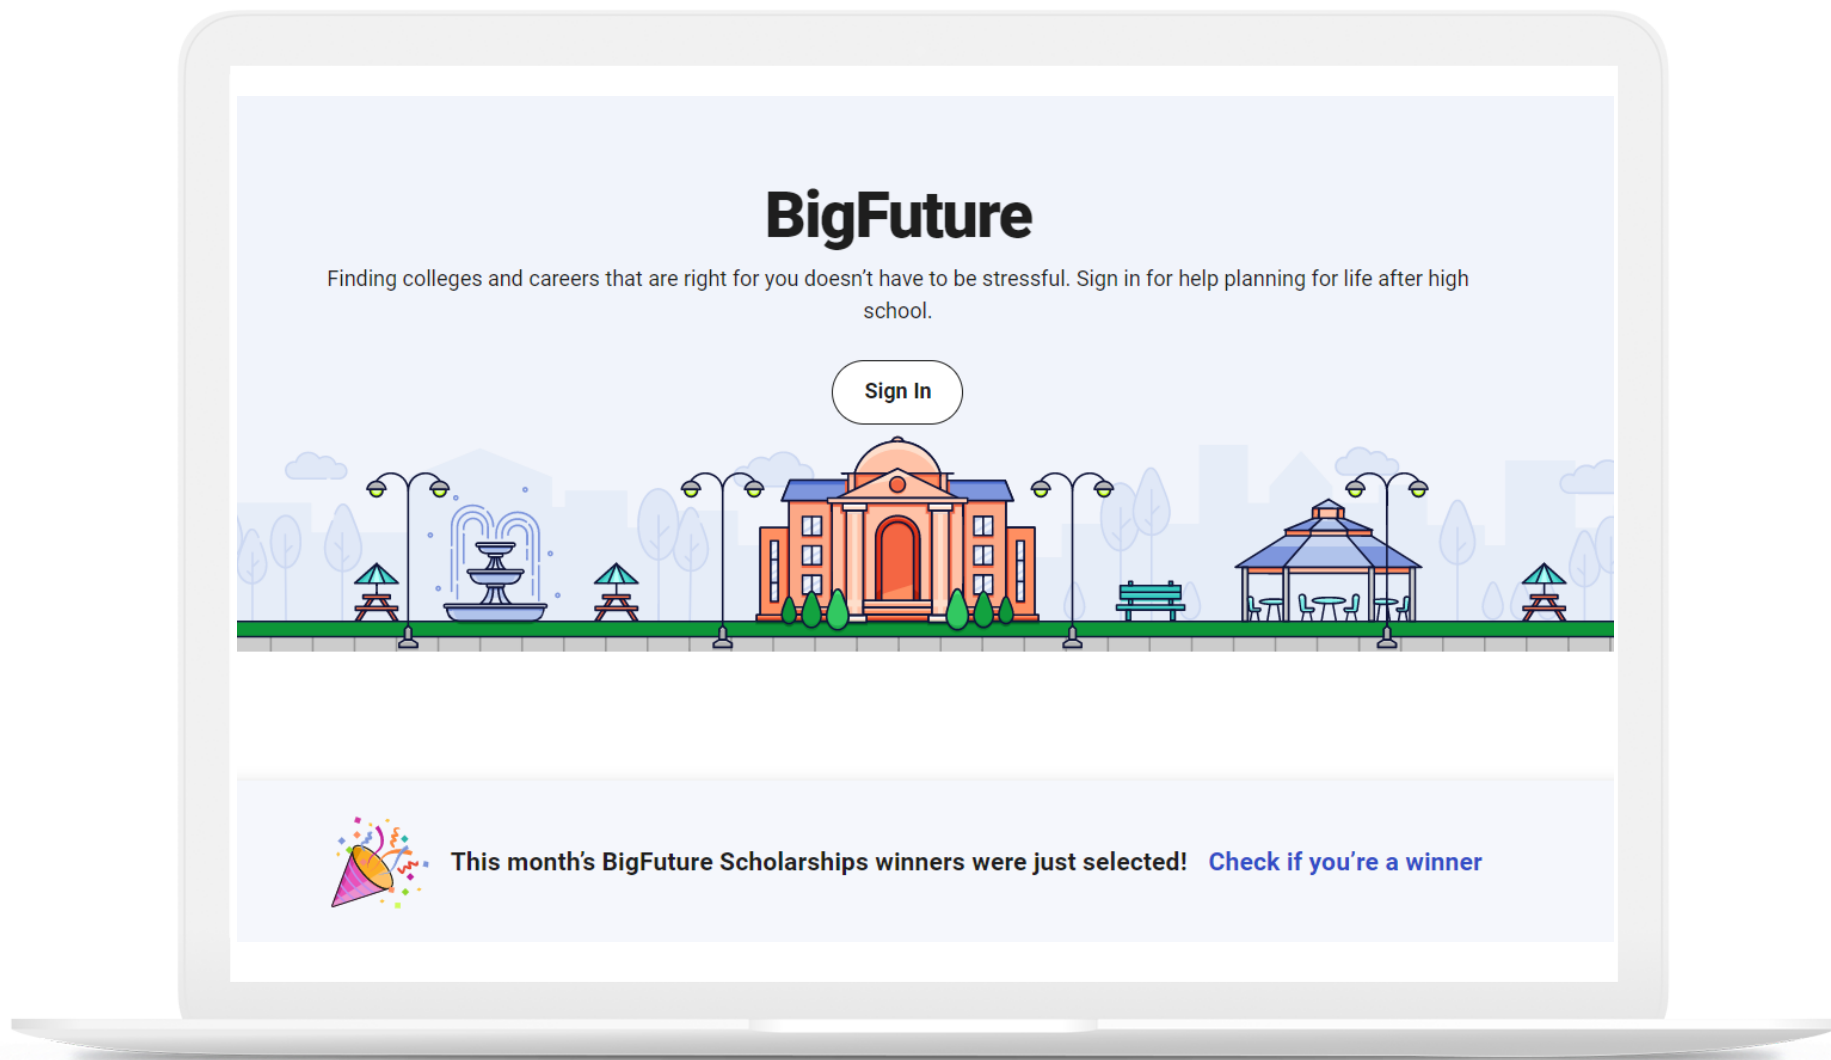 BigFuture
Finding colleges and careers that are right for you doesn’t have to be stressful. Sign in for help planning for life after high
school.
Sign In
This month’s BigFuture Scholarships winners were just selected! Check if you’re a winner